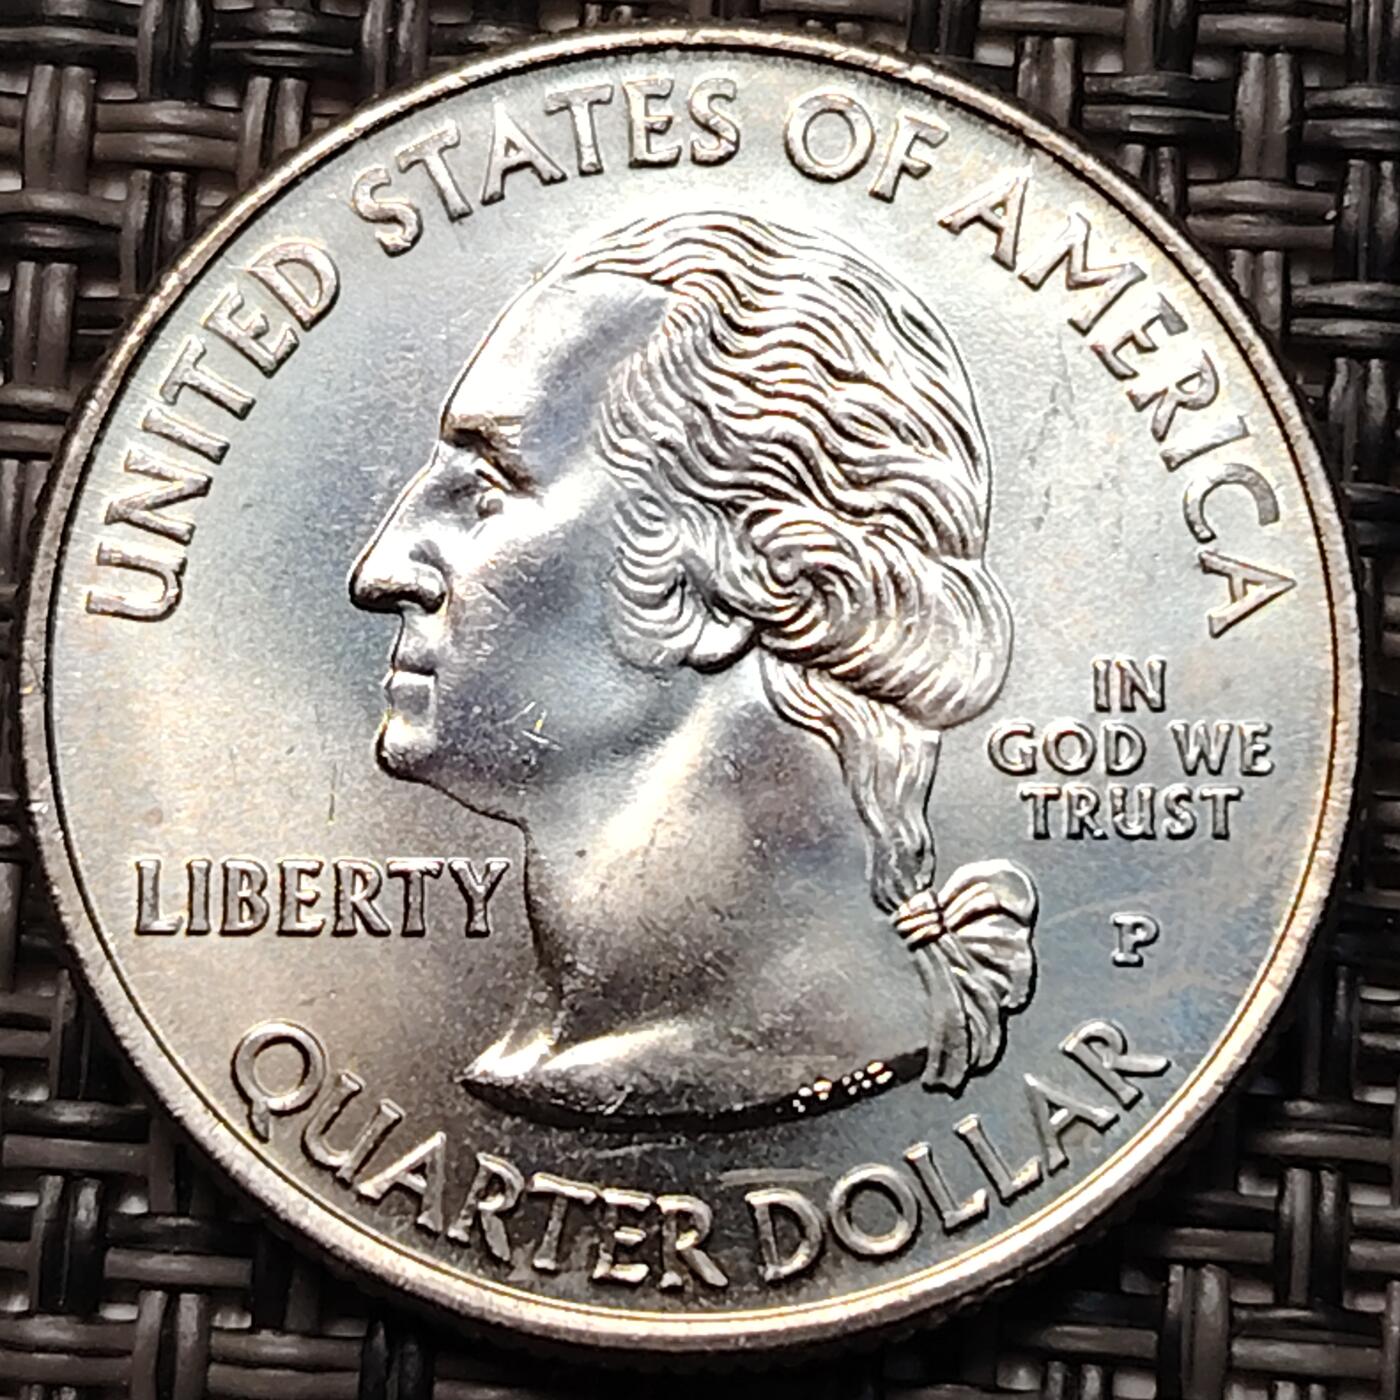 UNITED STATES OF AMERICA
IN
GOD WE
TRUST
LIBERTY
P
QUARTER DOLLAR